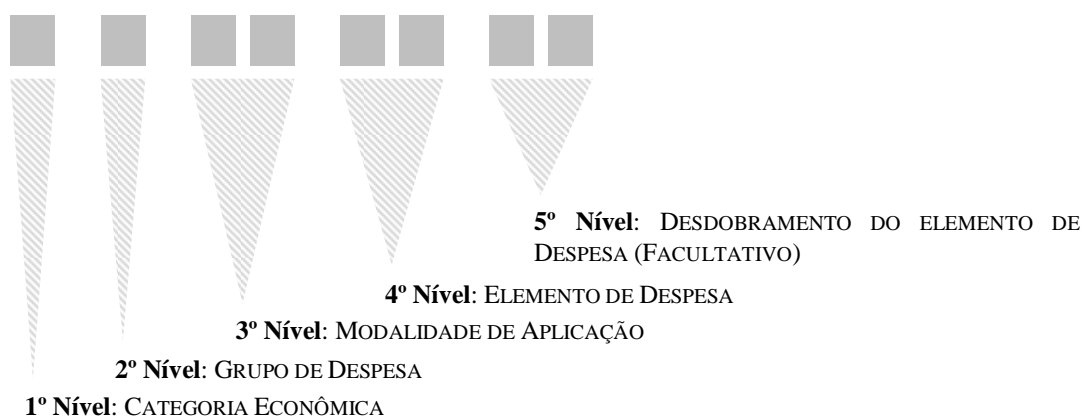 5º Nível: DESDOBRAMENTO DO ELEMENTO DE
DESPESA (FACULTATIVO)
4º Nível: ELEMENTO DE DESPESA
3º Nível: MODALIDADE DE APLICAÇÃO
2º Nível: GRUPO DE DESPESA
1º Nível: CATEGORIA ECONÔMICA